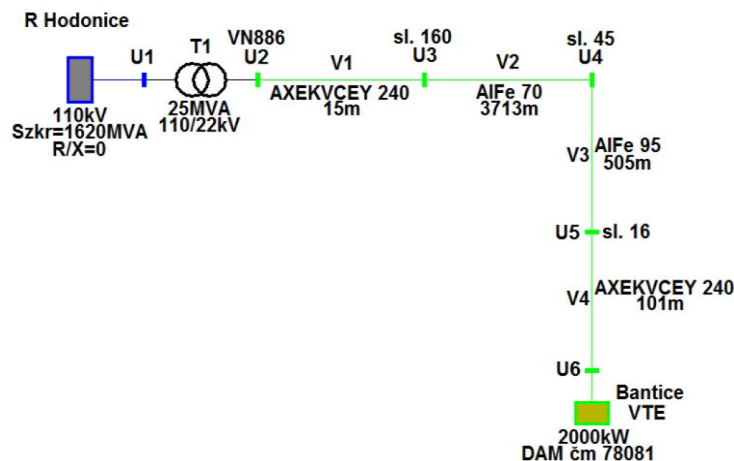 R Hodonice
U1
T1
VN886
U2
V1
sl. 160
U3
V2
sl. 45
U4
110kV
Szkr=1620MVA
R/X=0
25MVA
110/22kV
AXEKVCEY 240
15m
AlFe 70
3713m
V3
AlFe 95
505m
U5
sl. 16
V4
AXEKVCEY 240
101m
U6
Bantice
VTE
2000kW
DAM čm 78081